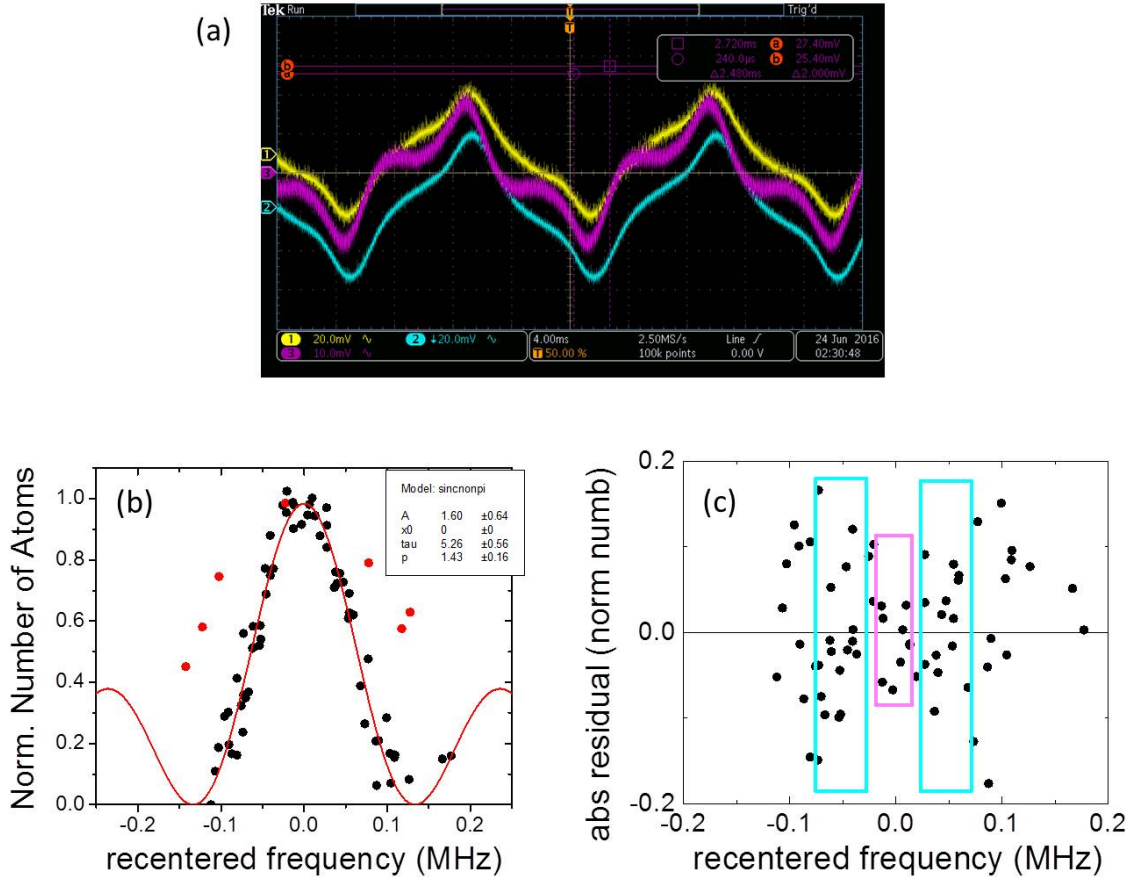 (a)
Tek Run
Trig'd
T
T
2.720ms a 27.40mV
240.0µs b 25.40mV
Δ2.480ms Δ2.000mV
b
a
1
3
2
1 20.0mV ∿ 2 ↓20.0mV ∿
3 10.0mV ∿
4.00ms 2.50MS/s Line ∫
T 50.00 % 100k points 0.00 V
24 Jun 2016
02:30:48
(b)
Norm. Number of Atoms
1.0
0.8
0.6
0.4
0.2
0.0
-0.2 -0.1 0.0 0.1 0.2
recentered frequency (MHz)
Model: sincnonpi
A 1.60 ±0.64
x0 0 ±0
tau 5.26 ±0.56
p 1.43 ±0.16
(c)
abs residual (norm numb)
0.2
0.0
-0.2
-0.2 -0.1 0.0 0.1 0.2
recentered frequency (MHz)